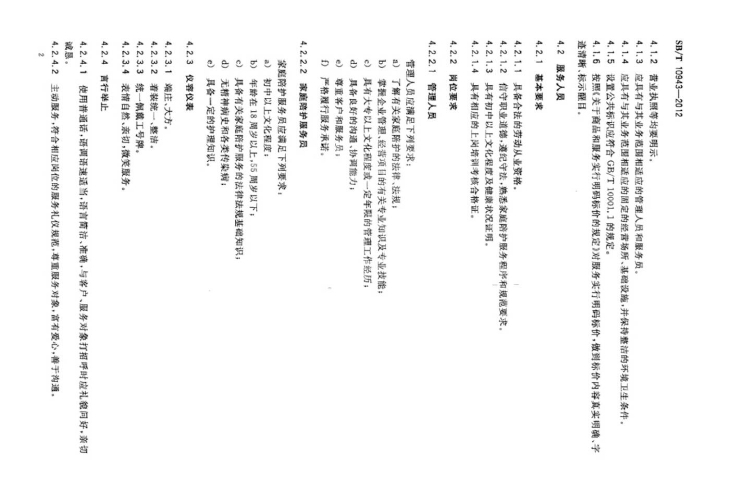 SB/T 10943—2012
4.1.2 营业执照等均要明示。
4.1.3 应具有与其业务范围相适应的管理人员和服务员。
4.1.4 应具有与其业务范围相适应的固定的经营场所、基础设施,并保持整洁的环境卫生条件。
4.1.5 设置公共标识应符合 GB/T 10001.1 的规定。
4.1.6 按照《关于商品和服务实行明码标价的规定》对服务实行明码标价,做到标价内容真实明确、字
迹清晰、标示醒目。
4.2 服务人员
4.2.1 基本要求
4.2.1.1 具备合法的劳动从业资格。
4.2.1.2 信守职业道德,遵纪守法,熟悉家庭陪护服务程序和规范要求。
4.2.1.3 具有初中以上文化程度及健康状况证明。
4.2.1.4 具有相应的上岗培训考核合格证。
4.2.2 岗位要求
4.2.2.1 管理人员
管理人员应满足下列要求:
a) 了解有关家庭陪护的法律、法规;
b) 掌握企业管理、经营项目的有关专业知识及专业技能;
c) 具有大专以上文化程度或一定年限的管理工作经历;
d) 具备良好的沟通、协调能力;
e) 尊重客户和服务员;
f) 严格履行服务承诺。
4.2.2.2 家庭陪护服务员
家庭陪护服务员应满足下列要求:
a) 初中以上文化程度;
b) 年龄在 18 周岁以上,55 周岁以下;
c) 具备有关家庭陪护服务的法律法规基础知识;
d) 无精神病史和各类传染病;
e) 具备一定的护理知识。
4.2.3 仪容仪表
4.2.3.1 端庄、大方。
4.2.3.2 着装统一、整洁。
4.2.3.3 统一佩戴工号牌。
4.2.3.4 表情自然、亲切,微笑服务。
4.2.4 言行举止
4.2.4.1 使用普通话,语调语速适当,语言简洁、准确,与客户、服务对象打招呼时应礼貌问好,亲切
诚恳。
4.2.4.2 主动服务,符合相应岗位的服务礼仪规范,尊重服务对象,富有爱心,善于沟通。
2